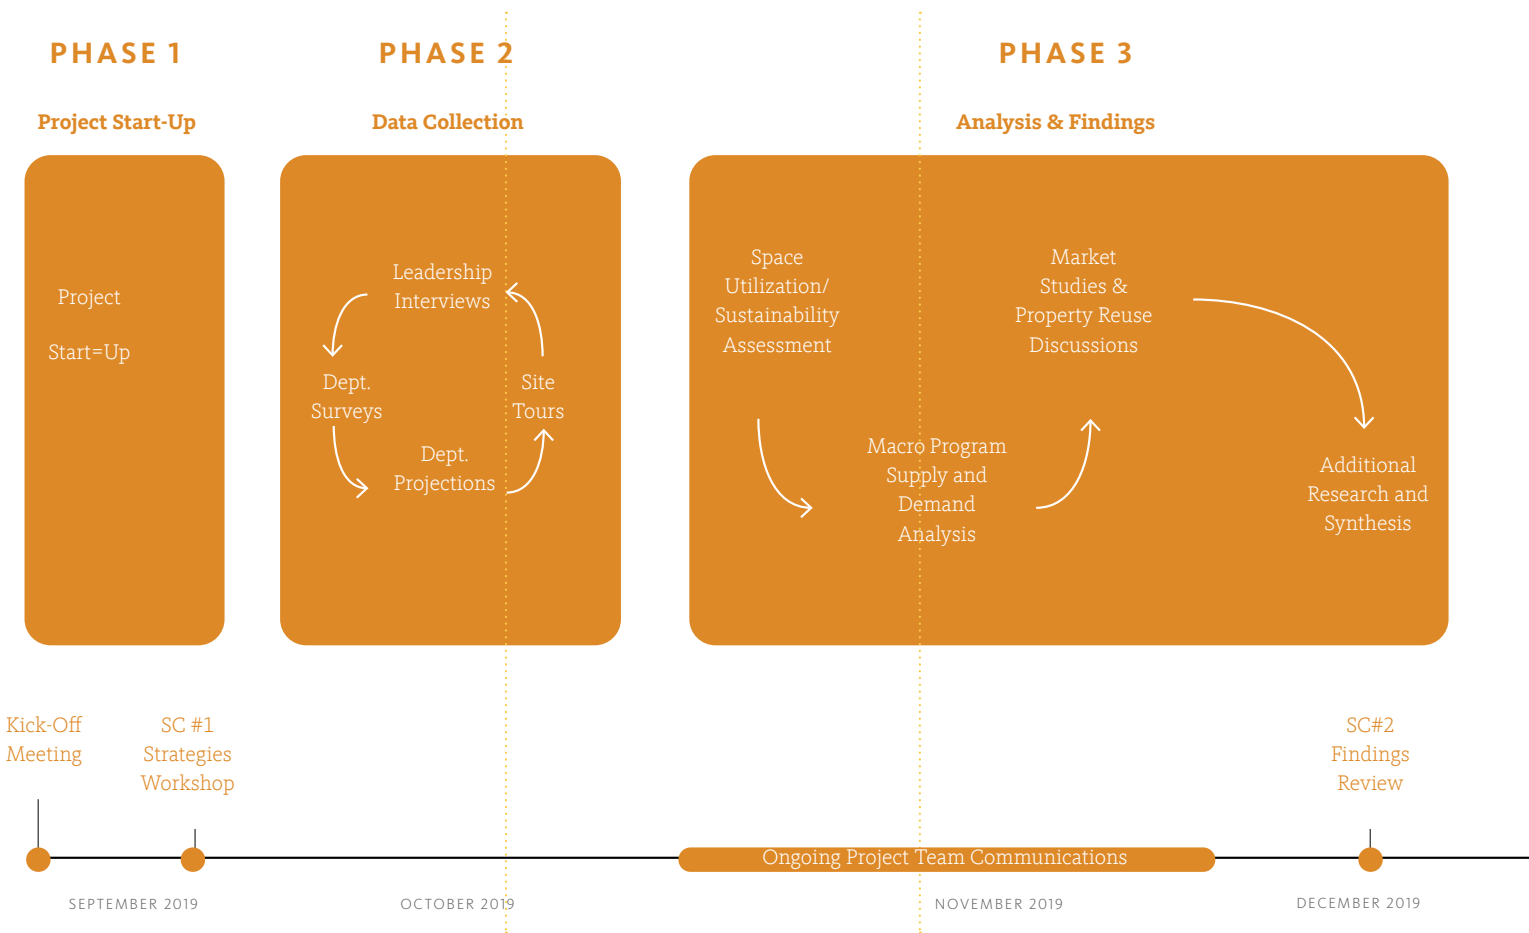 PHASE 1
Project Start-Up
Project
Start=Up
PHASE 2
Data Collection
Leadership
Interviews
Dept.
Surveys
Dept.
Projections
Site
Tours
PHASE 3
Analysis & Findings
Space
Utilization/
Sustainability
Assessment
Macro Program
Supply and
Demand
Analysis
Market
Studies &
Property Reuse
Discussions
Additional
Research and
Synthesis
Kick-Off
Meeting
SC #1
Strategies
Workshop
SC#2
Findings
Review
Ongoing Project Team Communications
SEPTEMBER 2019
OCTOBER 2019
NOVEMBER 2019
DECEMBER 2019